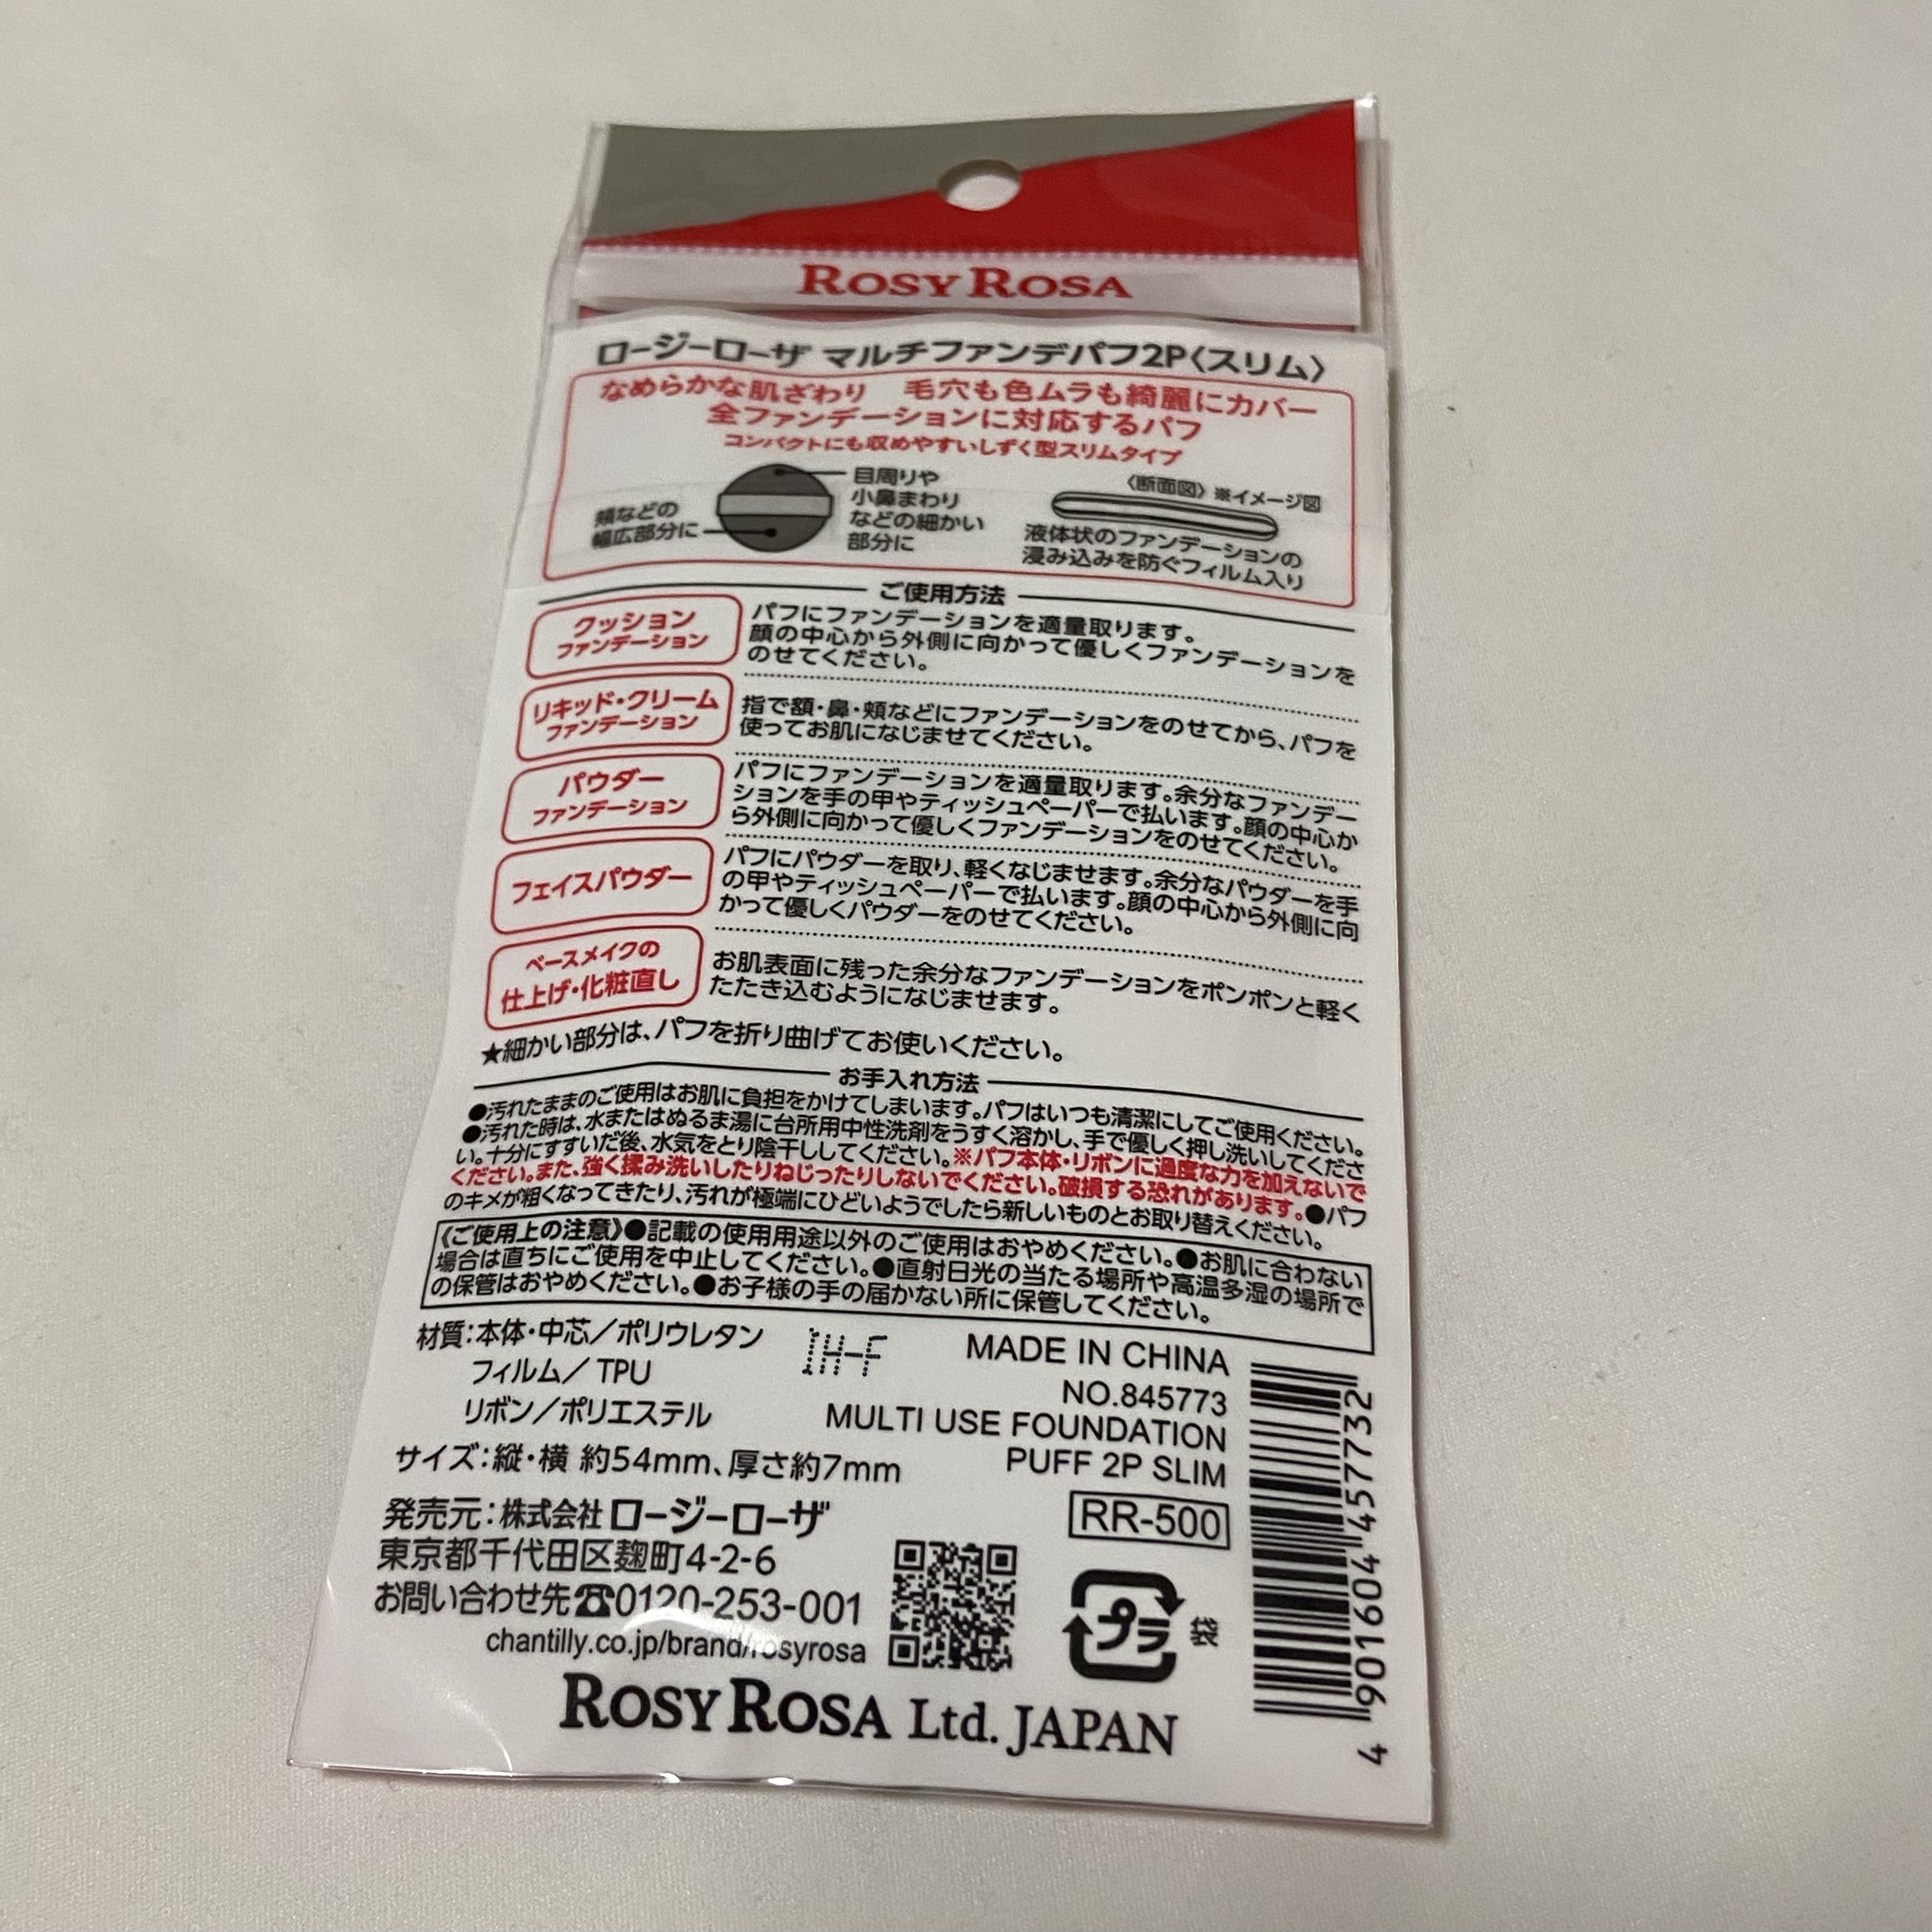 ROSY ROSA
ロージーローザ マルチファンデパフ2P〈スリム〉
なめらかな肌ざわり 毛穴も色ムラも綺麗にカバー
全ファンデーションに対応するパフ
コンパクトにも収めやすいしずく型スリムタイプ
頬などの
幅広部分に
目周りや
小鼻まわり
などの細かい
部分に
〈断面図〉※イメージ図
液体状のファンデーションの
浸み込みを防ぐフィルム入り
ご使用方法
クッション
ファンデーション
パフにファンデーションを適量取ります。
顔の中心から外側に向かって優しくファンデーションを
のせてください。
リキッド・クリーム
ファンデーション
指で額・鼻・頬などにファンデーションをのせてから、パフを
使ってお肌になじませてください。
パウダー
ファンデーション
パフにファンデーションを適量取ります。余分なファンデー
ションを手の甲やティッシュペーパーで払います。顔の中心か
ら外側に向かって優しくファンデーションをのせてください。
フェイスパウダー
パフにパウダーを取り、軽くなじませます。余分なパウダーを手
の甲やティッシュペーパーで払います。顔の中心から外側に向
かって優しくパウダーをのせてください。
ベースメイクの
仕上げ・化粧直し
お肌表面に残った余分なファンデーションをポンポンと軽く
たたき込むようになじませます。
★細かい部分は、パフを折り曲げてお使いください。
お手入れ方法
●汚れたままのご使用はお肌に負担をかけてしまいます。パフはいつも清潔にしてご使用ください。
●汚れた時は、水またはぬるま湯に台所用中性洗剤をうすく溶かし、手で優しく押し洗いしてくださ
い。十分にすすいだ後、水気をとり陰干ししてください。※パフ本体・リボンに過度な力を加えないで
ください。また、強く揉み洗いしたりねじったりしないでください。破損する恐れがあります。●パフ
のキメが粗くなってきたり、汚れが極端にひどいようでしたら新しいものとお取り替えください。
《ご使用上の注意》●記載の使用用途以外のご使用はおやめください。●お肌に合わない
場合は直ちにご使用を中止してください。●直射日光の当たる場所や高温多湿の場所で
の保管はおやめください。●お子様の手の届かない所に保管してください。
材質：本体・中芯／ポリウレタン
フィルム／TPU
リボン／ポリエステル
サイズ：縦・横 約54mm、厚さ約7mm
IH-F
MADE IN CHINA
NO.845773
MULTI USE FOUNDATION
PUFF 2P SLIM
RR-500
発売元：株式会社 ロージーローザ
東京都千代田区麹町4-2-6
お問い合わせ先☎0120-253-001
chantilly.co.jp/brand/rosyrosa
プラ
袋
4 901604 457732
ROSY ROSA Ltd. JAPAN